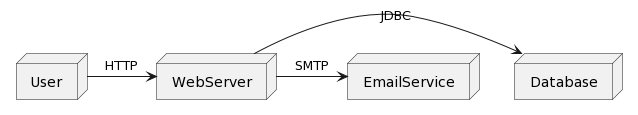 JDBC
HTTP
SMTP
User
WebServer
EmailService
Database